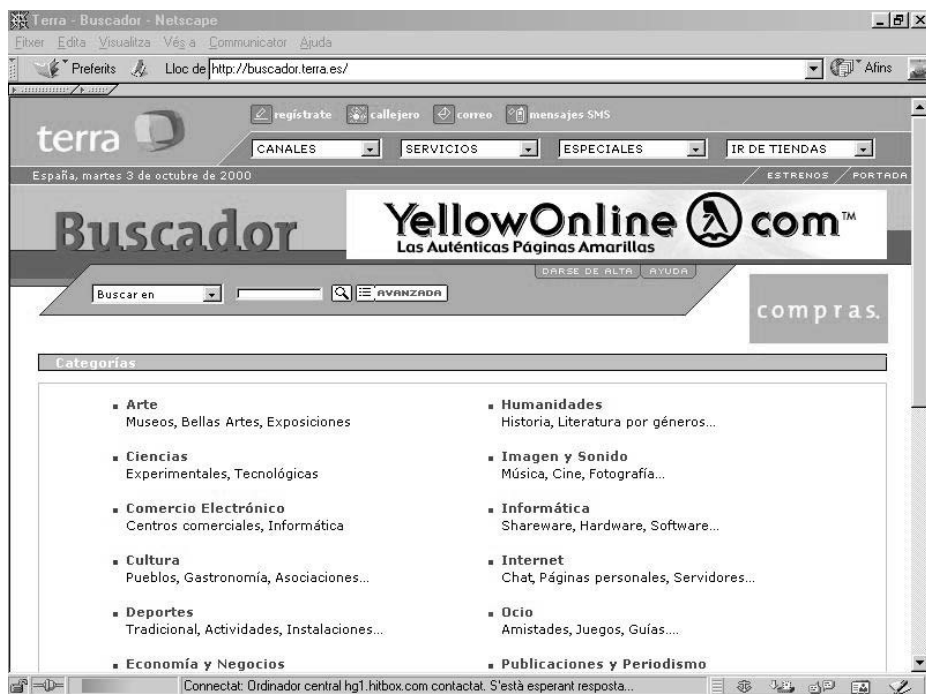 Terra - Buscador - Netscape
Fitxer Edita Visualitza Vés a Communicator Ajuda
Preferits Lloc de http://buscador.terra.es/ Afins
regístrate callejero correo mensajes SMS
terra
CANALES SERVICIOS ESPECIALES IR DE TIENDAS
España, martes 3 de octubre de 2000 ESTRENOS PORTADA
Buscador
YellowOnline com™
Las Auténticas Páginas Amarillas
DARSE DE ALTA AYUDA
Buscar en AVANZADA
compras.
Categorías
Arte
Museos, Bellas Artes, Exposiciones
Ciencias
Experimentales, Tecnológicas
Comercio Electrónico
Centros comerciales, Informática
Cultura
Pueblos, Gastronomía, Asociaciones...
Deportes
Tradicional, Actividades, Instalaciones...
Economía y Negocios
Humanidades
Historia, Literatura por géneros...
Imagen y Sonido
Música, Cine, Fotografía...
Informática
Shareware, Hardware, Software...
Internet
Chat, Páginas personales, Servidores...
Ocio
Amistades, Juegos, Guías....
Publicaciones y Periodismo
Connectat: Ordinador central hg1.hitbox.com contactat. S'està esperant resposta...